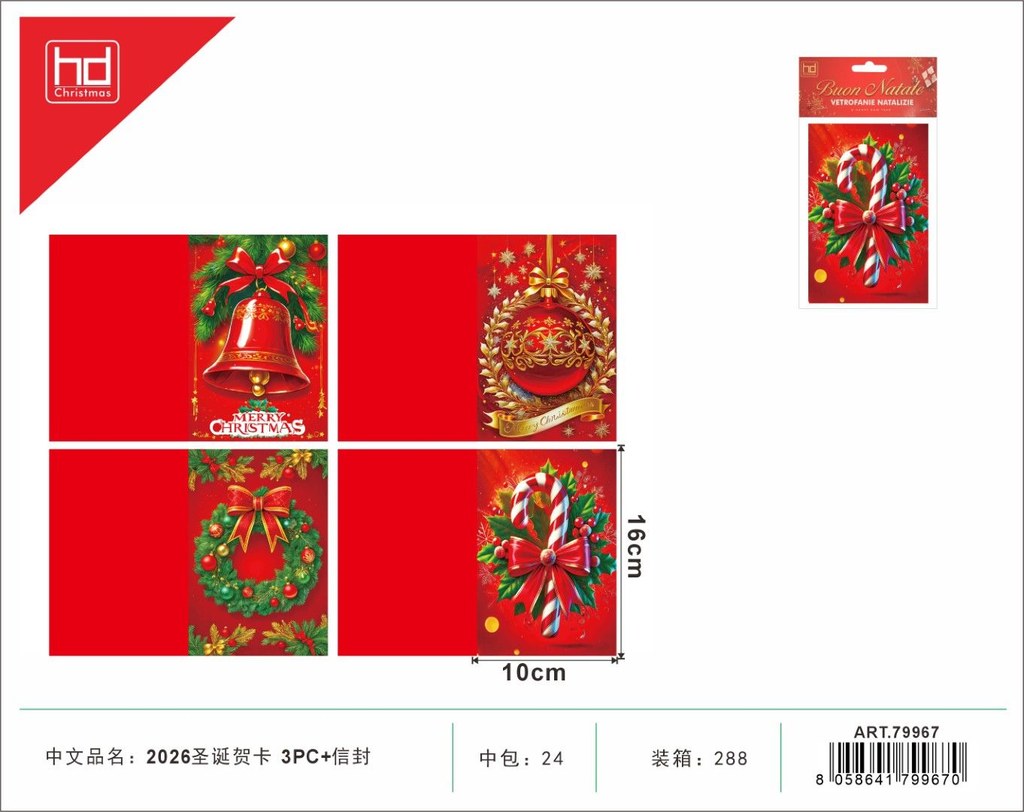 hd
Christmas
hd
Buon Natale
VETROFANIE NATALIZIE
MERRY
CHRISTMAS
16cm
10cm
中文品名：2026圣诞贺卡 3PC+信封
中包：24
装箱：288
ART.79967
8 058641 799670